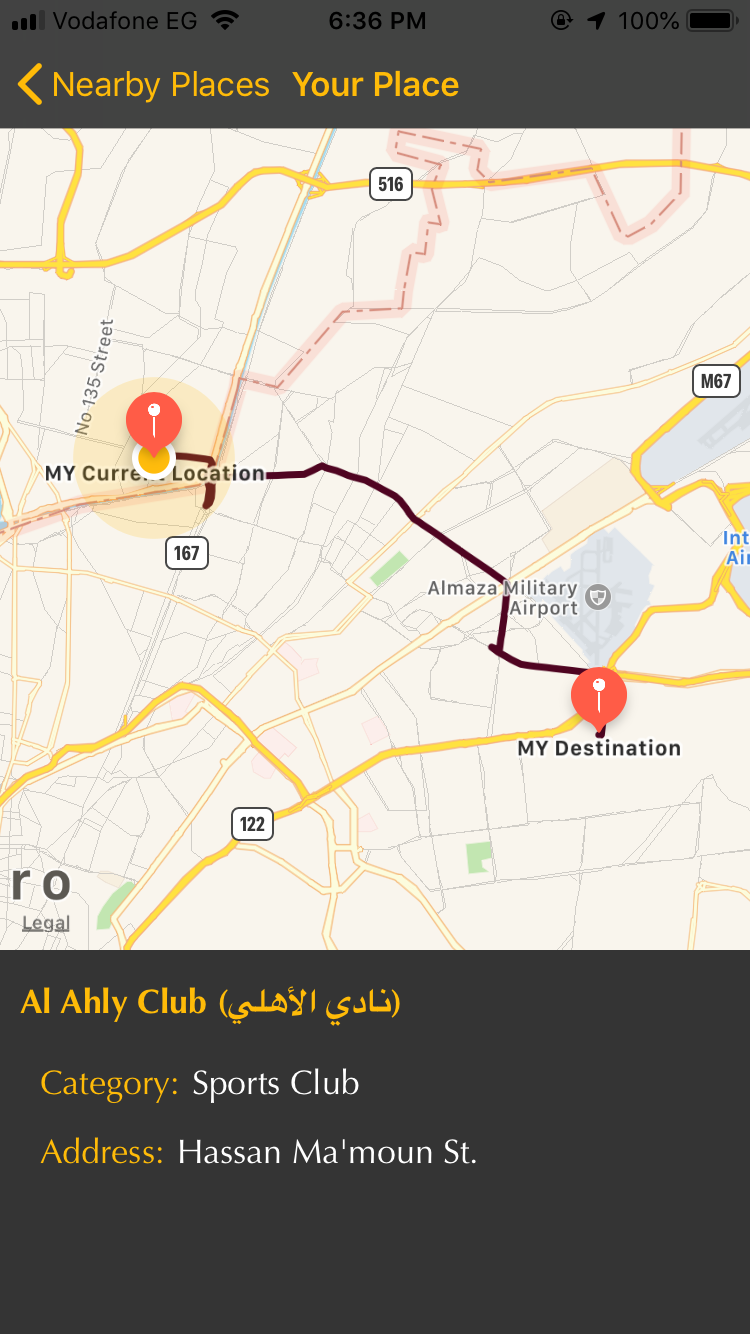 Vodafone EG 6:36 PM 100%
Nearby Places Your Place
516
No 135 Street
M67
MY Current Location
167
Int
Air
Almaza Military
Airport
MY Destination
122
ro
Legal
Al Ahly Club (نادي الأهلي)
Category: Sports Club
Address: Hassan Ma'moun St.